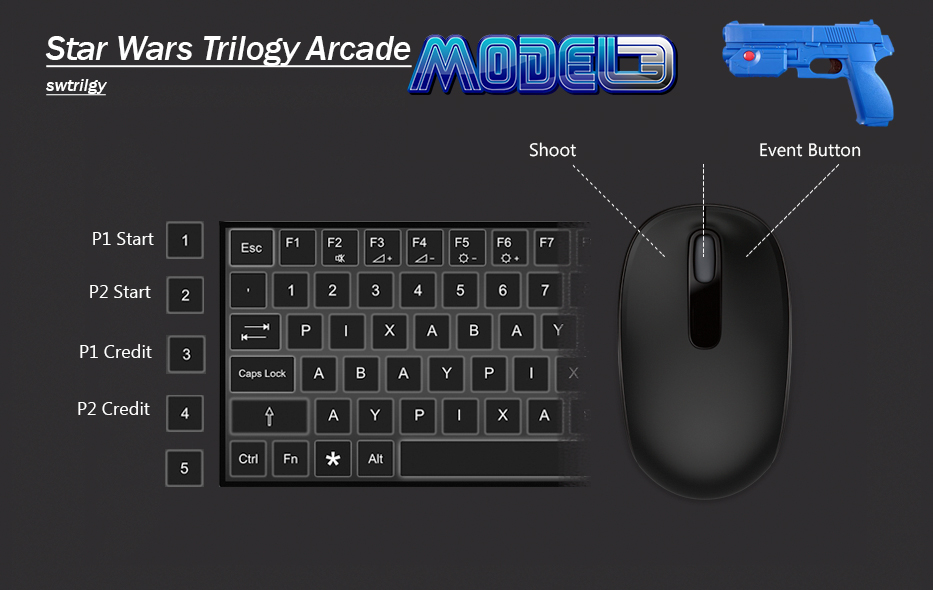 Star Wars Trilogy Arcade
MODEL3
swtrilgy
Shoot
Event Button
P1 Start 1
P2 Start 2
P1 Credit 3
P2 Credit 4
5
Esc F1 F2 F3 F4 F5 F6 F7
' 1 2 3 4 5 6 7
P I X A B A Y
Caps Lock A B A Y P I X
A Y P I X A
Ctrl Fn * Alt